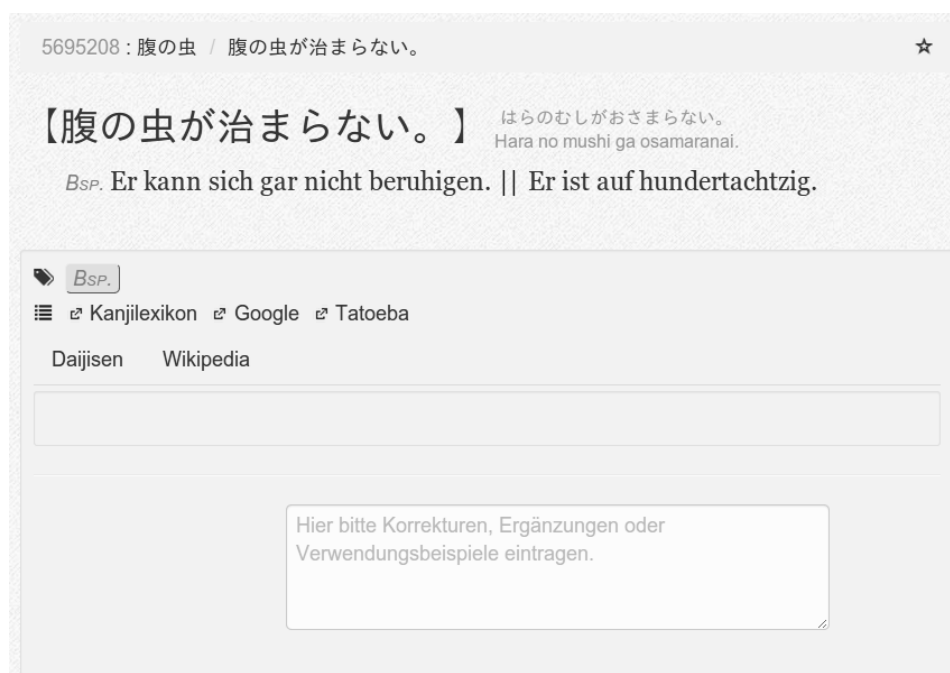 5695208 : 腹の虫 / 腹の虫が治まらない。
【腹の虫が治まらない。】
はらのむしがおさまらない。
Hara no mushi ga osamaranai.
Bsp. Er kann sich gar nicht beruhigen. || Er ist auf hundertachtzig.
Bsp.
Kanjilexikon Google Tatoeba
Daijisen Wikipedia
Hier bitte Korrekturen, Ergänzungen oder
Verwendungsbeispiele eintragen.